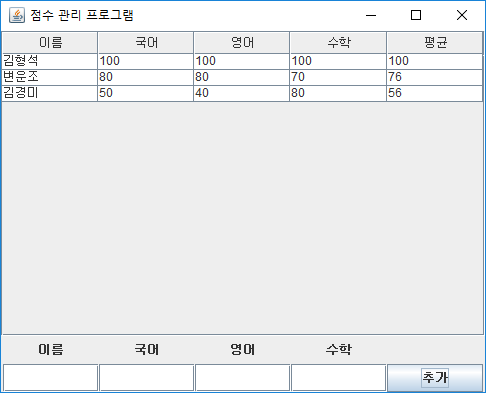 점수 관리 프로그램
이름 국어 영어 수학 평균
김형석 100 100 100 100
변운조 80 80 70 76
김경미 50 40 80 56
이름 국어 영어 수학
추가